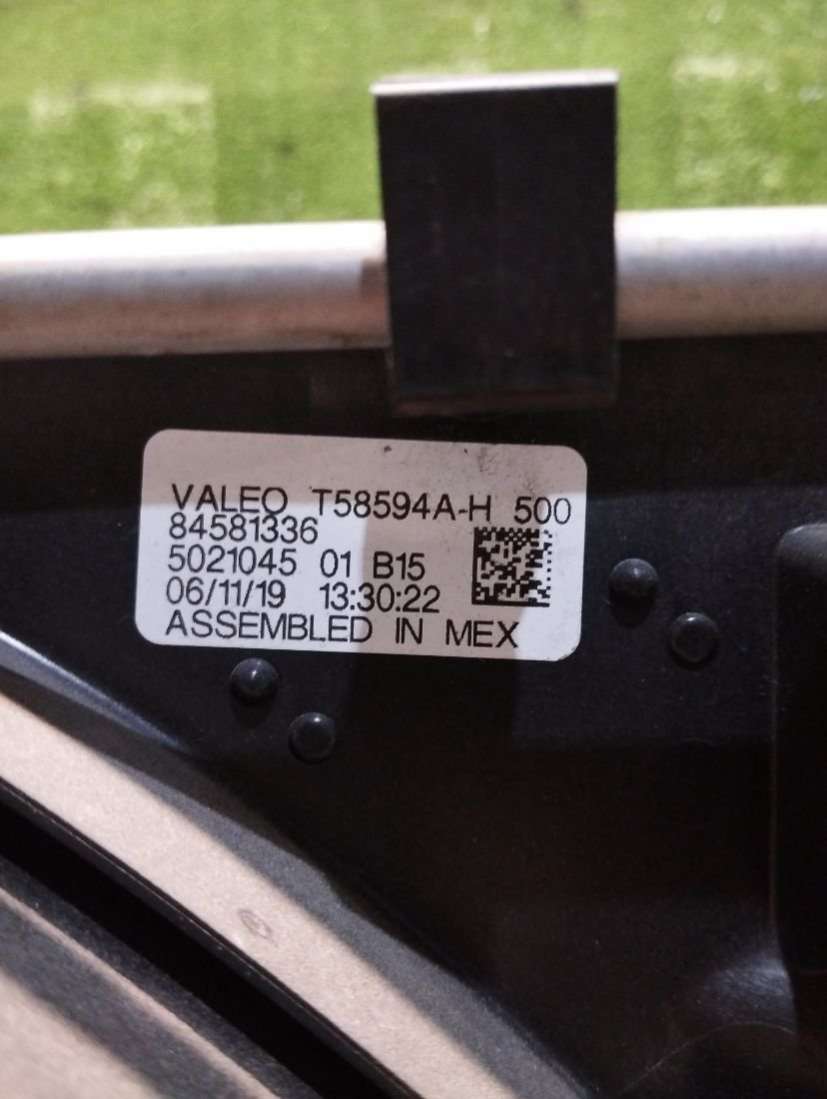 VALEO T58594A-H 500
84581336
5021045 01 B15
06/11/19 13:30:22
ASSEMBLED IN MEX